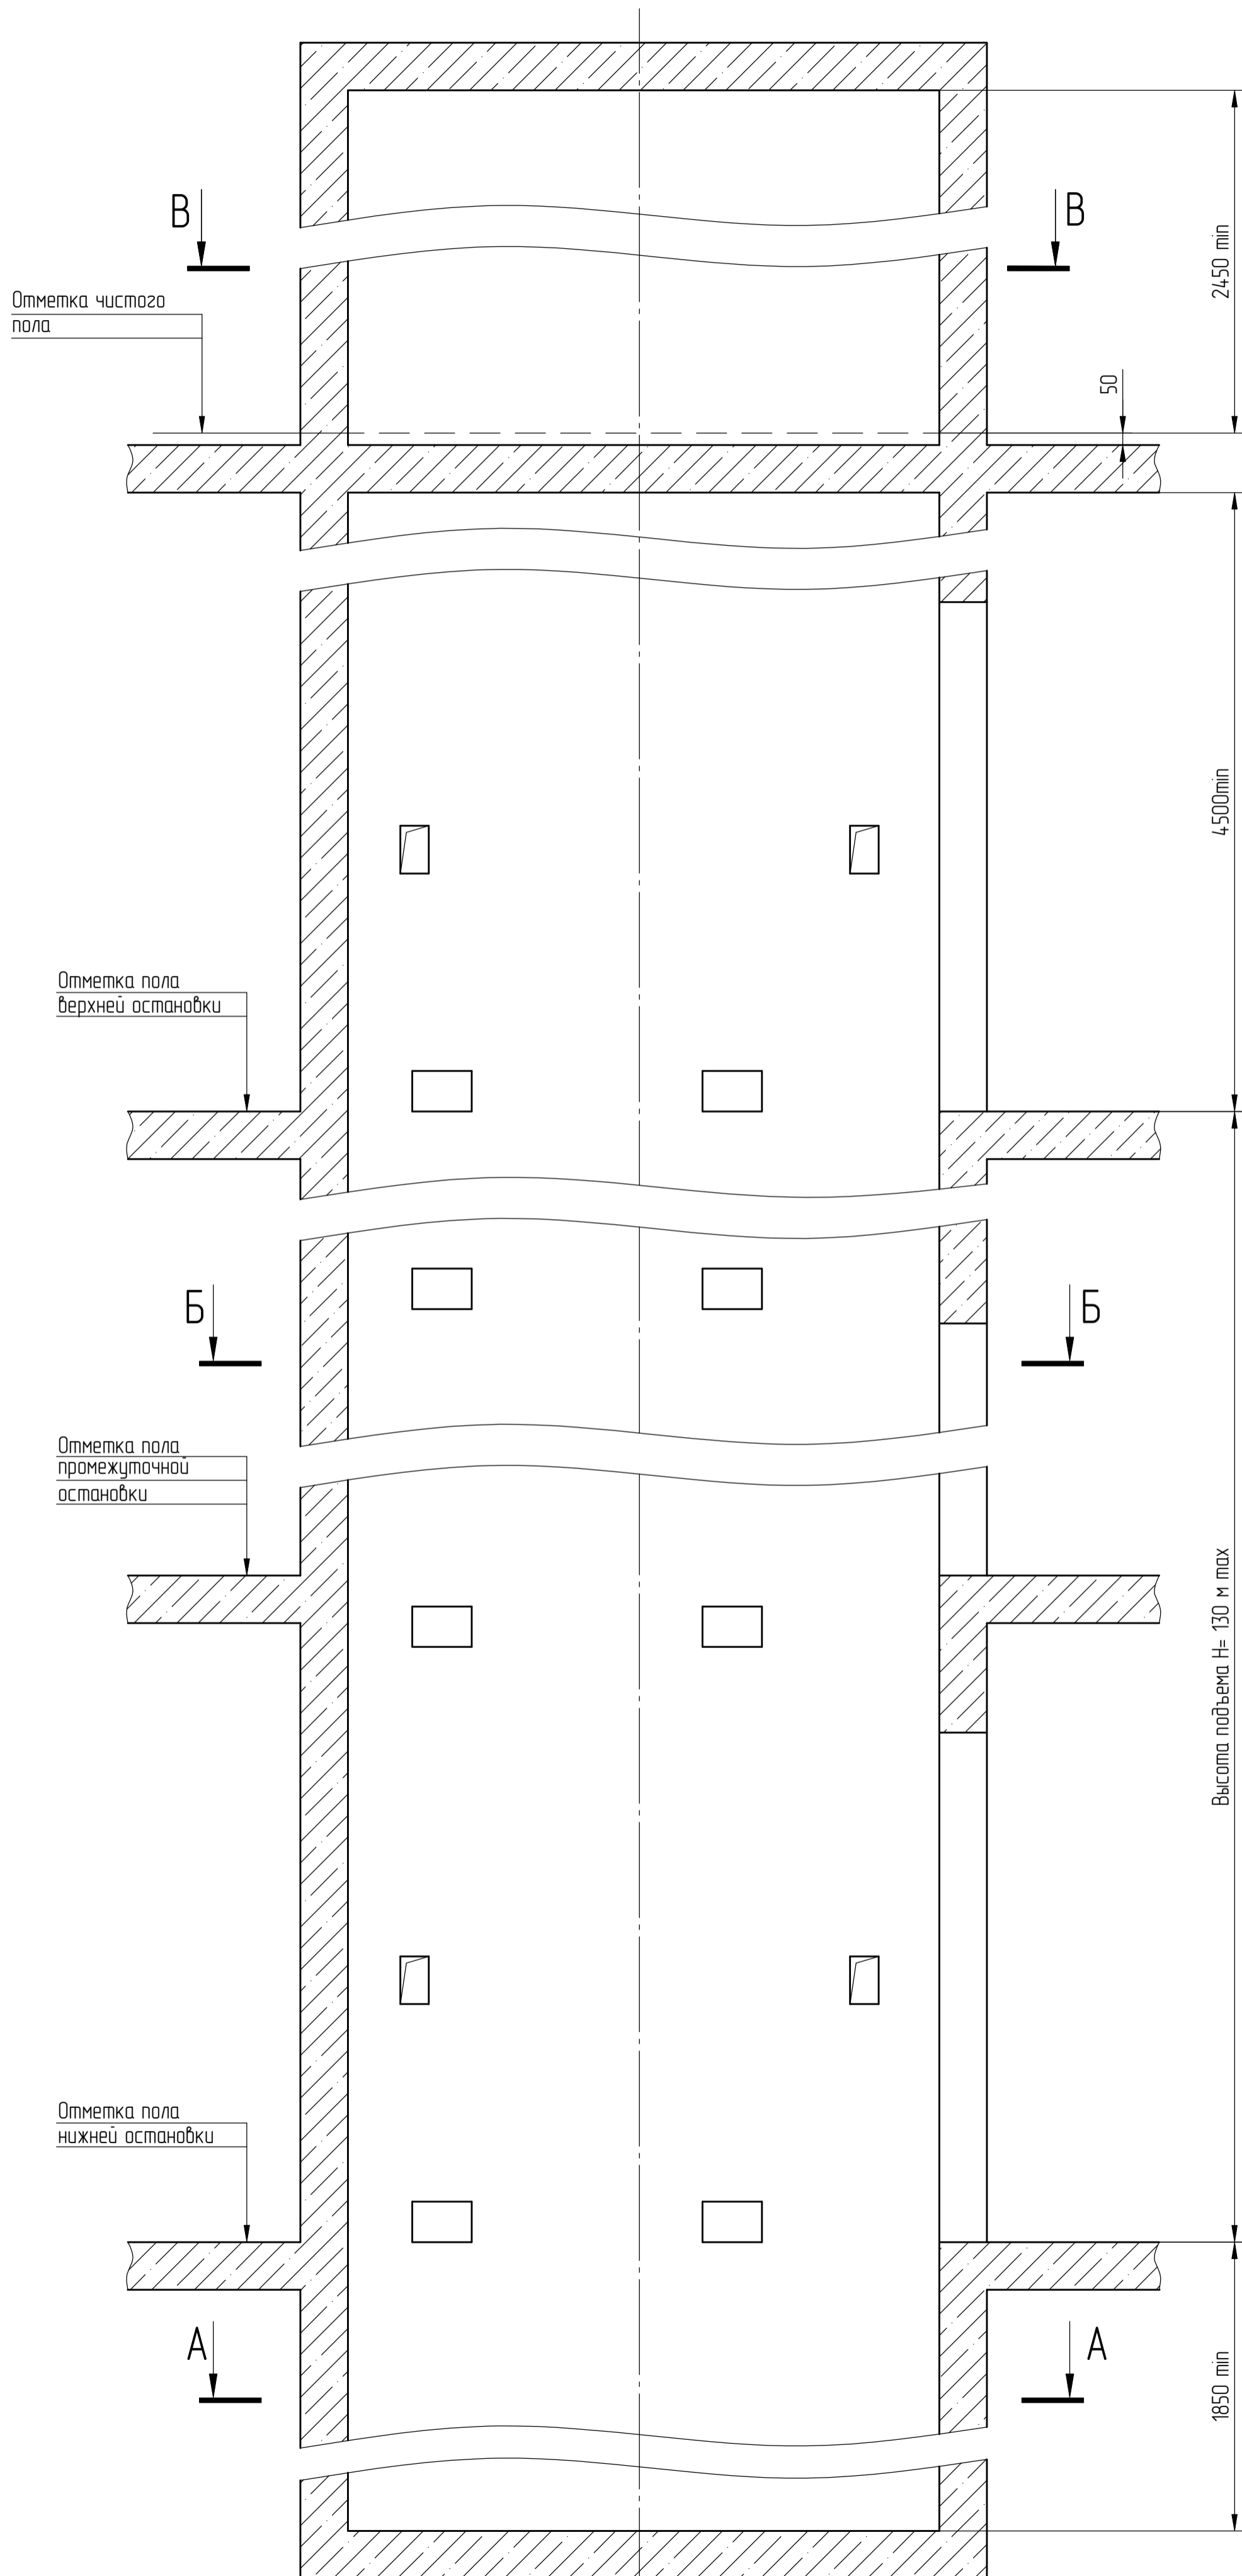 В
В
2450 min
Отметка чистого
пола
50
4500min
Отметка пола
верхней остановки
Б
Б
Отметка пола
промежуточной
остановки
Высота подъема Н= 130 м max
Отметка пола
нижней остановки
А
А
1850 min